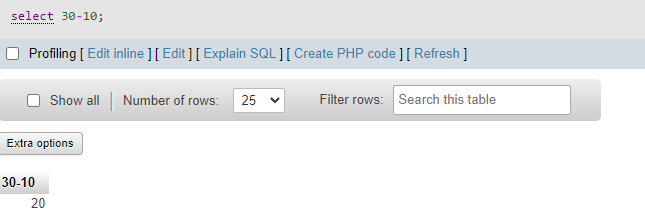 select 30-10;
Profiling [ Edit inline ] [ Edit ] [ Explain SQL ] [ Create PHP code ] [ Refresh ]
Show all Number of rows: 25 Filter rows: Search this table
Extra options
30-10
20